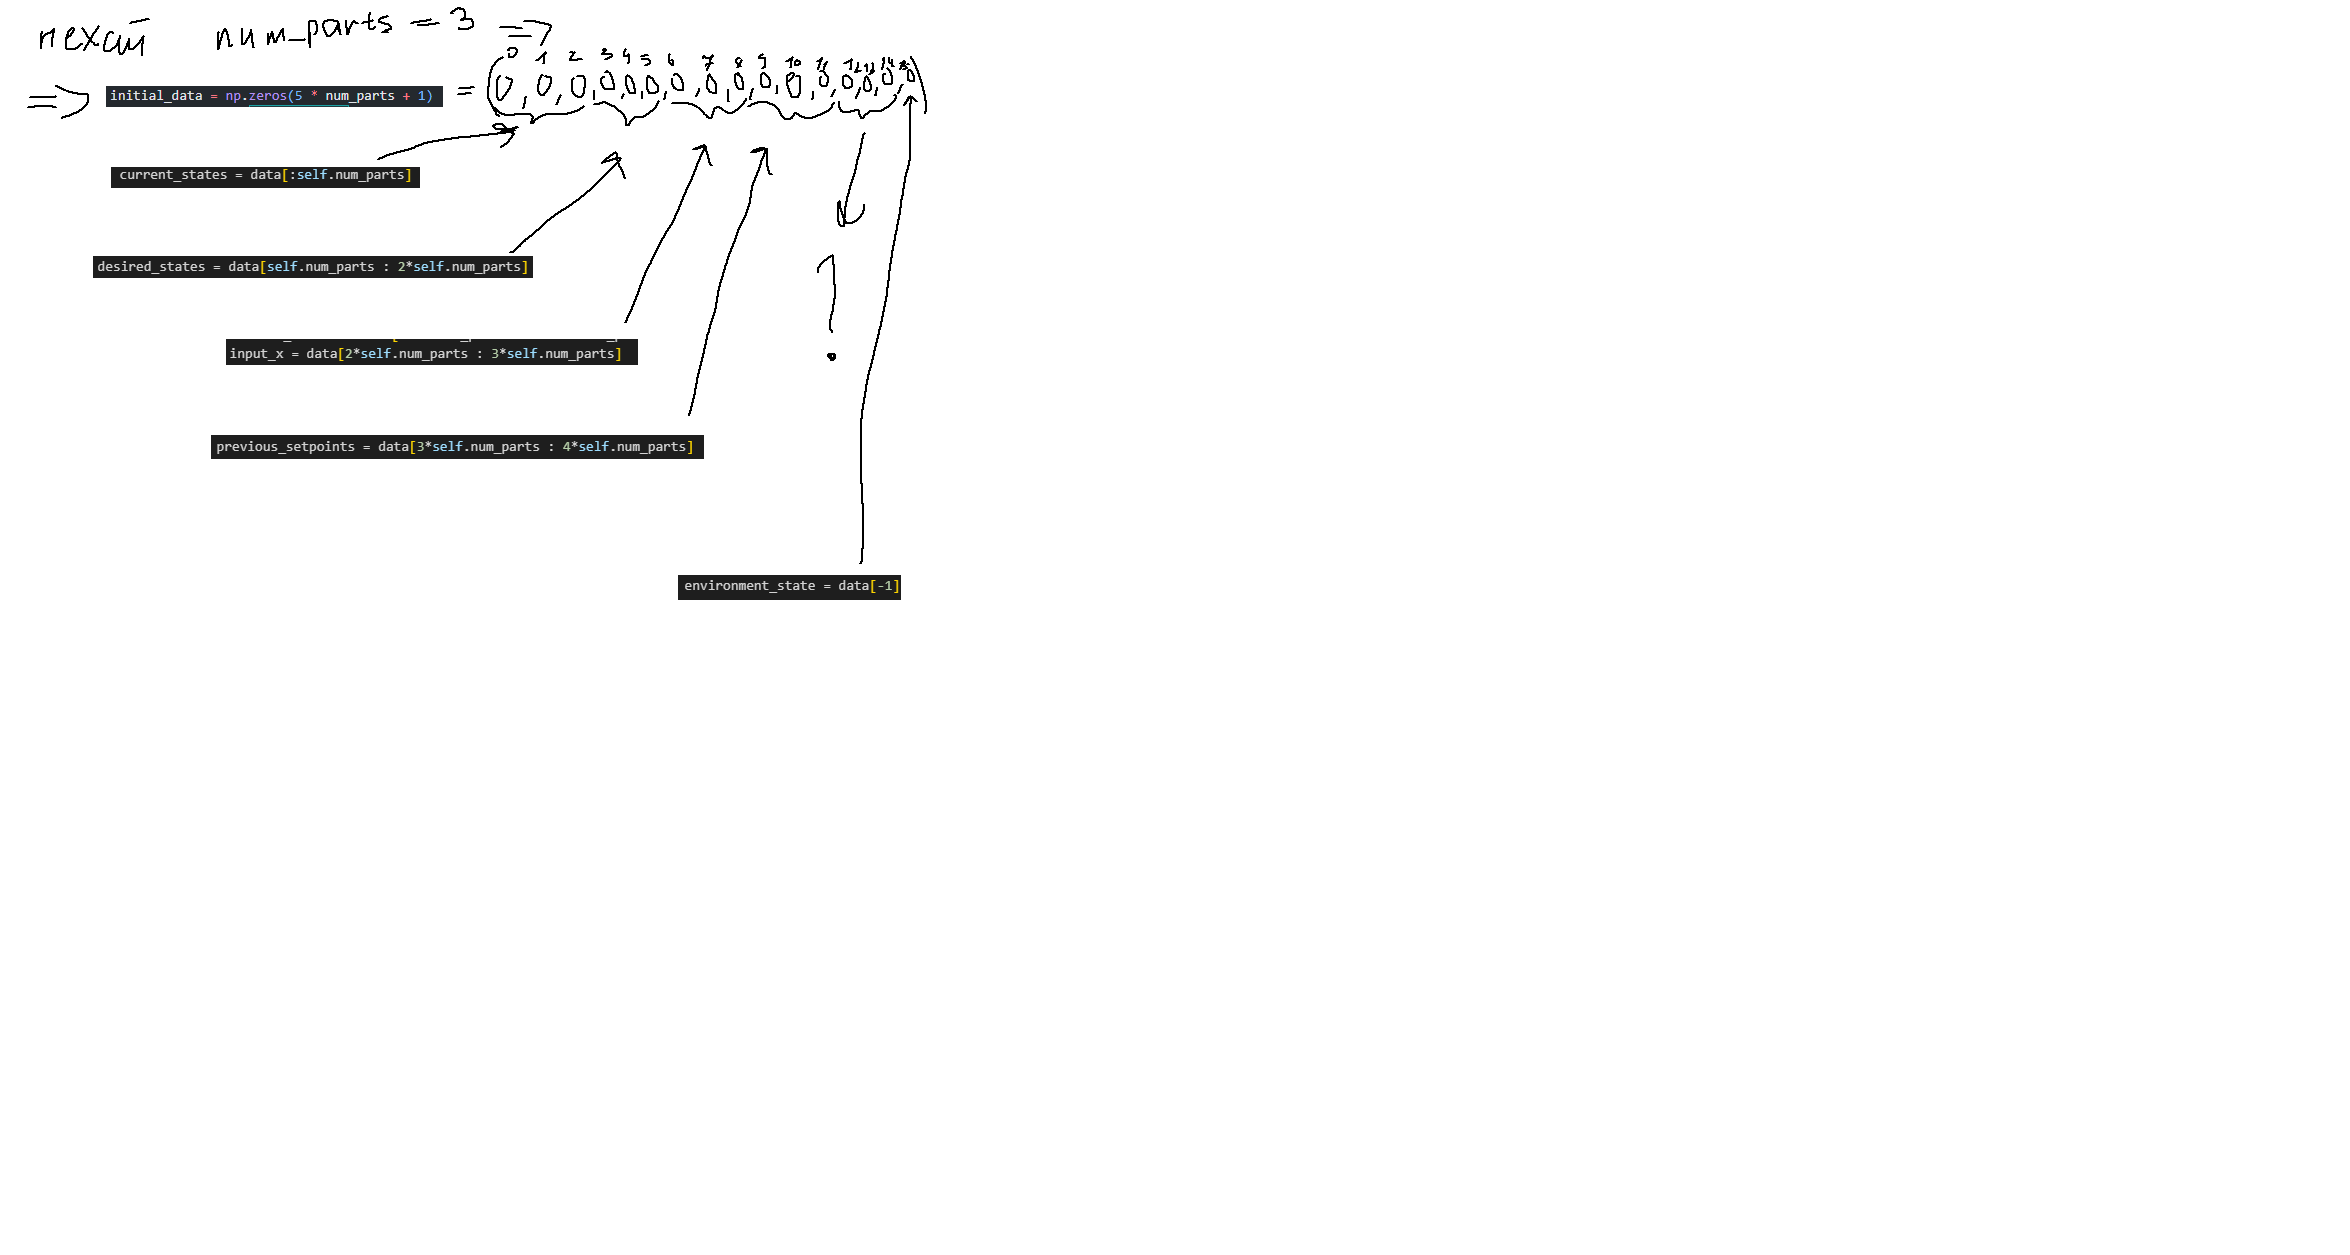 нехай num_parts = 3 =>
0 1 2 3 4 5 6 7 8 9 10 11 12 13 14 15
=> initial_data = np.zeros(5 * num_parts + 1) = (0, 0, 0, 0, 0, 0, 0, 0, 0, 0, 0, 0, 0, 0, 0, 0)
current_states = data[:self.num_parts]
desired_states = data[self.num_parts : 2*self.num_parts]
?
input_x = data[2*self.num_parts : 3*self.num_parts]
previous_setpoints = data[3*self.num_parts : 4*self.num_parts]
environment_state = data[-1]